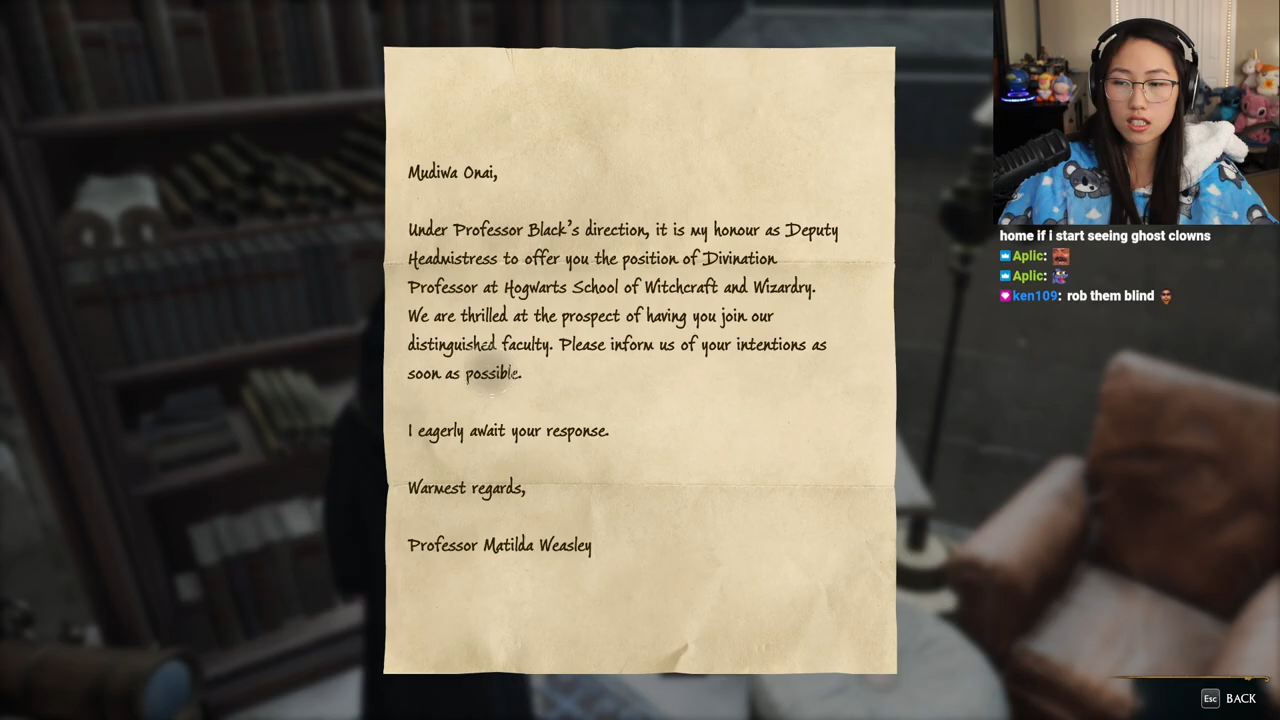 Mudiwa Onai,
Under Professor Black's direction, it is my honour as Deputy
Headmistress to offer you the position of Divination
Professor at Hogwarts School of Witchcraft and Wizardry.
We are thrilled at the prospect of having you join our
distinguished faculty. Please inform us of your intentions as
soon as possible.
I eagerly await your response.
Warmest regards,
Professor Matilda Weasley
home if i start seeing ghost clowns
Aplic:
Aplic:
ken109: rob them blind
Esc BACK